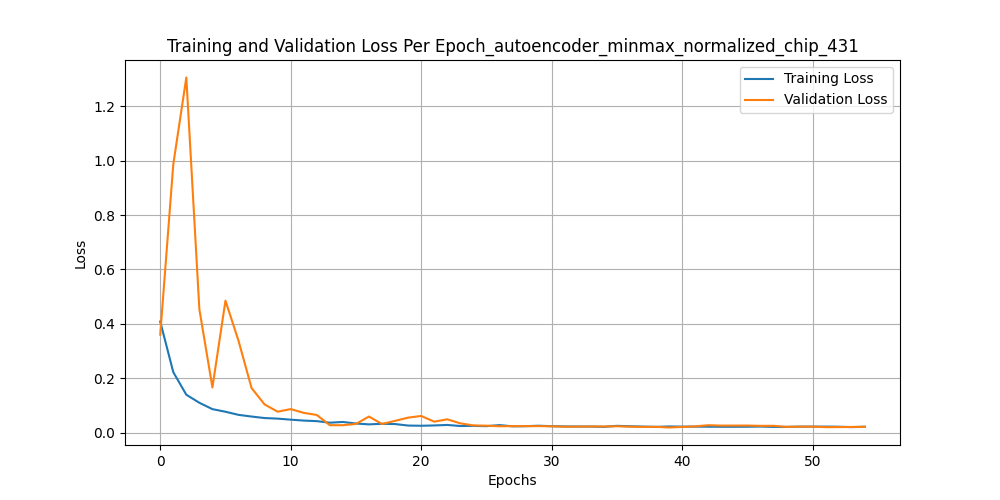 Training and Validation Loss Per Epoch_autoencoder_minmax_normalized_chip_431
Training Loss
Validation Loss
1.2
1.0
0.8
0.6
0.4
0.2
0.0
Loss
0 10 20 30 40 50
Epochs